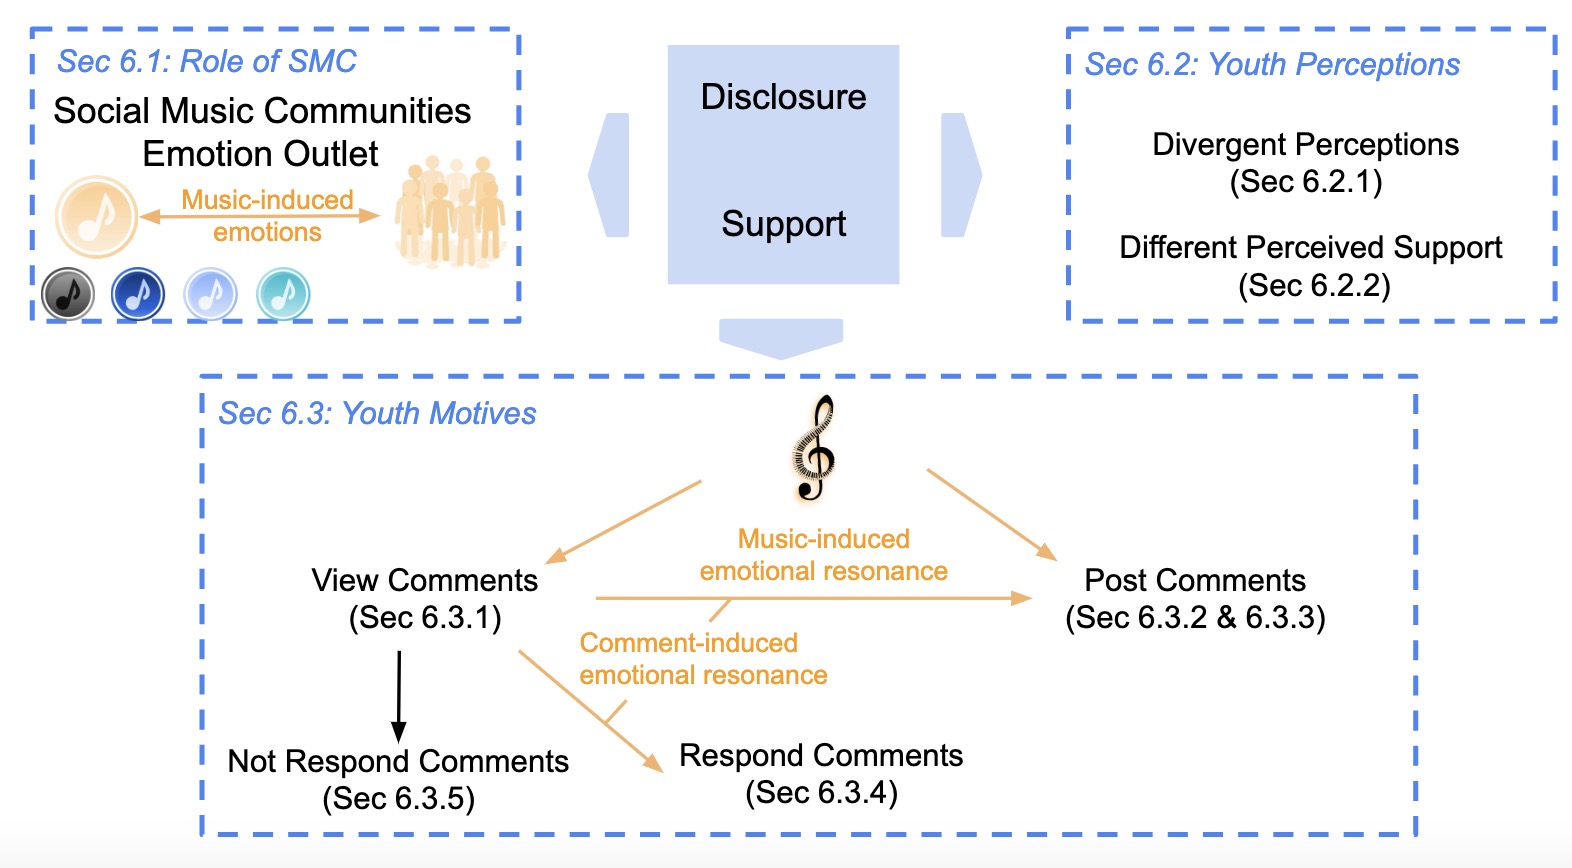 Sec 6.1: Role of SMC
Social Music Communities
Emotion Outlet
Music-induced
emotions
Disclosure
Support
Sec 6.2: Youth Perceptions
Divergent Perceptions
(Sec 6.2.1)
Different Perceived Support
(Sec 6.2.2)
Sec 6.3: Youth Motives
Music-induced
emotional resonance
View Comments
(Sec 6.3.1)
Post Comments
(Sec 6.3.2 & 6.3.3)
Comment-induced
emotional resonance
Not Respond Comments
(Sec 6.3.5)
Respond Comments
(Sec 6.3.4)